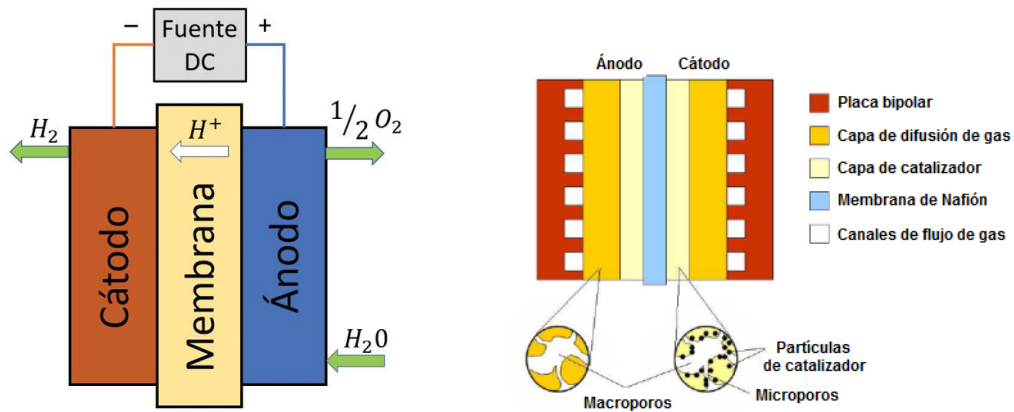 − Fuente +
DC
H₂
H⁺
1/2 O₂
Cátodo
Membrana
Ánodo
H₂0
Ánodo
Cátodo
Placa bipolar
Capa de difusión de gas
Capa de catalizador
Membrana de Nafión
Canales de flujo de gas
Partículas
de catalizador
Microporos
Macroporos